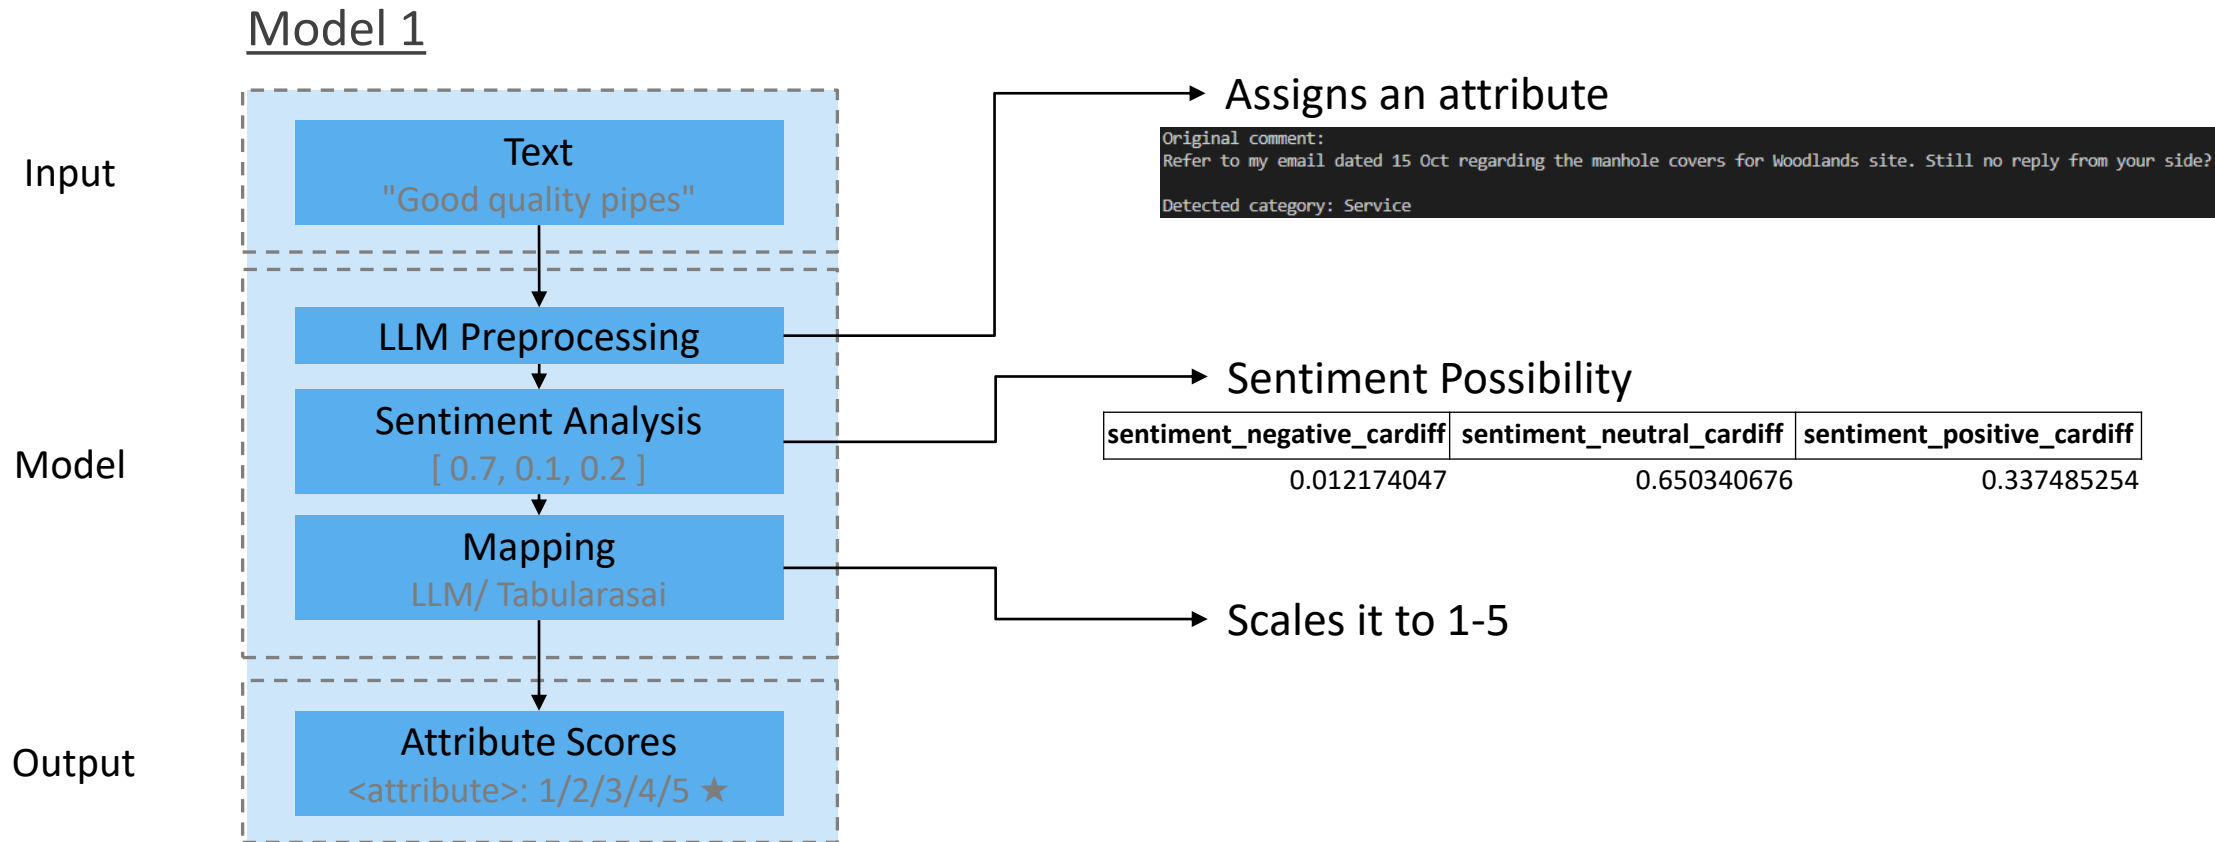 Model 1
Input
Text
"Good quality pipes"
Assigns an attribute
Original comment:
Refer to my email dated 15 Oct regarding the manhole covers for Woodlands site. Still no reply from your side?
Detected category: Service
Model
LLM Preprocessing
Sentiment Analysis
[ 0.7, 0.1, 0.2 ]
Mapping
LLM/ Tabularasai
Sentiment Possibility
sentiment_negative_cardiff sentiment_neutral_cardiff sentiment_positive_cardiff
0.012174047 0.650340676 0.337485254
Scales it to 1-5
Output
Attribute Scores
<attribute>: 1/2/3/4/5 ★